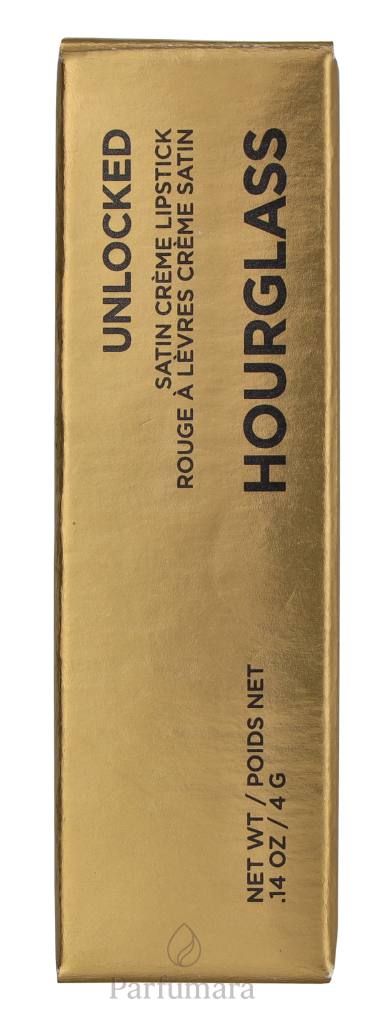 UNLOCKED
SATIN CRÈME LIPSTICK
ROUGE À LÈVRES CRÈME SATIN
HOURGLASS
NET WT / POIDS NET
.14 OZ / 4 G
Parfumara